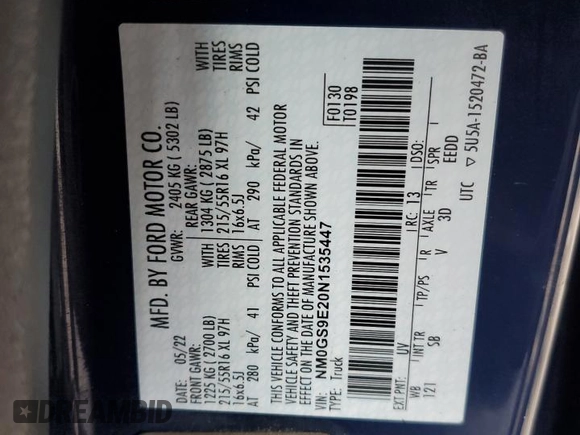 MFD. BY FORD MOTOR CO.
DATE: 05/22 GVWR: 2405 KG ( 5302 LB)
FRONT GAWR: REAR GAWR:
1225 KG ( 2700 LB) 1304 KG ( 2875 LB) WITH
215/55R16 XL 97H TIRES 215/55R16 XL 97H TIRES
16x6.5J RIMS 16x6.5J RIMS
AT 280 kPa/ 41 PSI COLD AT 290 kPa/ 42 PSI COLD
THIS VEHICLE CONFORMS TO ALL APPLICABLE FEDERAL MOTOR
VEHICLE SAFETY AND THEFT PREVENTION STANDARDS IN
EFFECT ON THE DATE OF MANUFACTURE SHOWN ABOVE.
VIN: NM0GS9E20N1535447 F0130
TYPE: Truck T0198
EXT PNT: UV RC: 13 DSO:
WB INT TR TP/PS R AXLE TR SPR
121 SB V 3D EEDD
UTC ▽ 5U5A-1520472-BA
DREAMBID